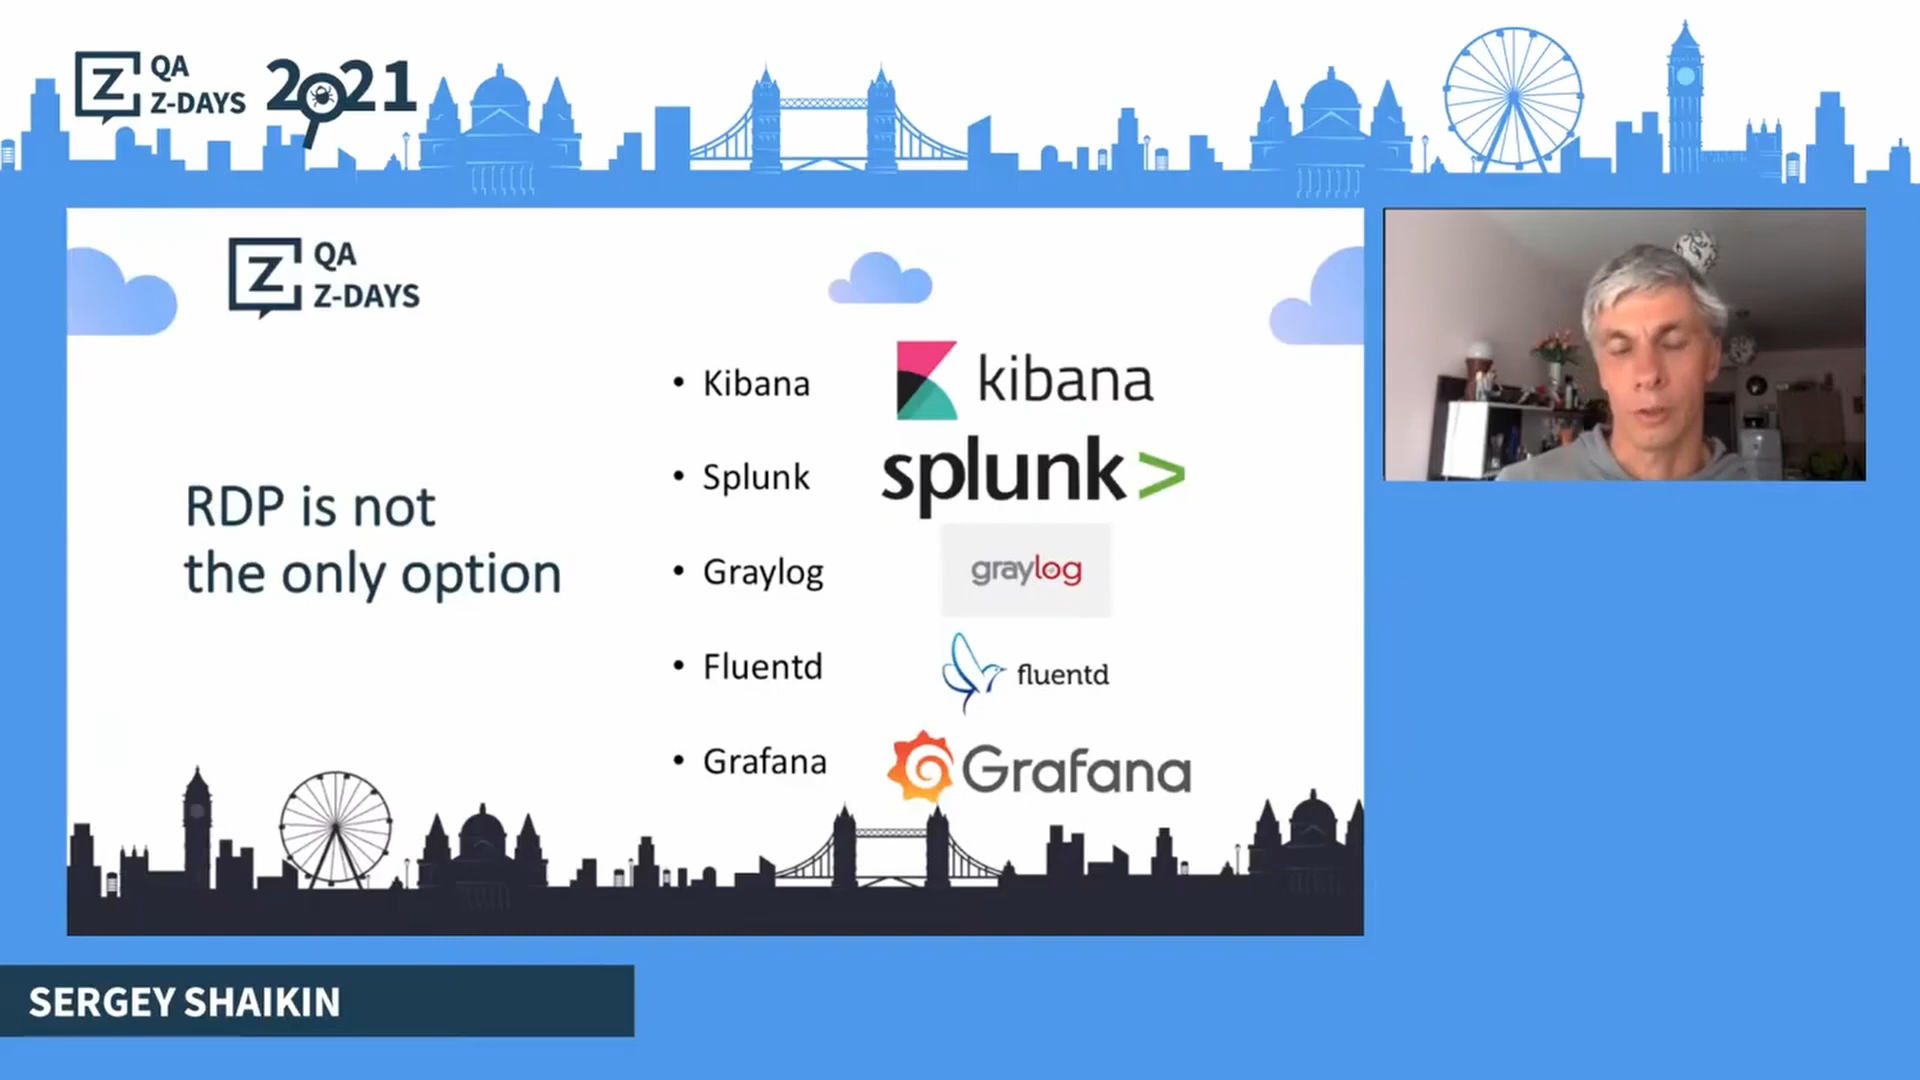 QA
Z-DAYS
2021
QA
Z-DAYS
RDP is not
the only option
• Kibana
kibana
• Splunk
splunk>
• Graylog
graylog
• Fluentd
fluentd
• Grafana
Grafana
SERGEY SHAIKIN